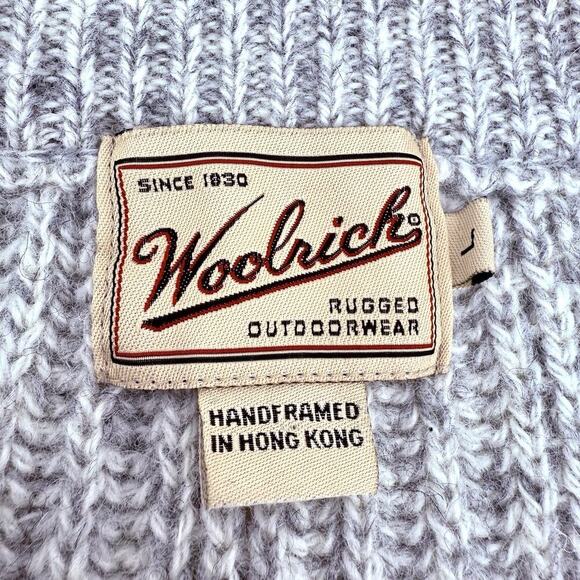 SINCE 1830
Woolrich®
RUGGED
OUTDOORWEAR
L
HANDFRAMED
IN HONG KONG